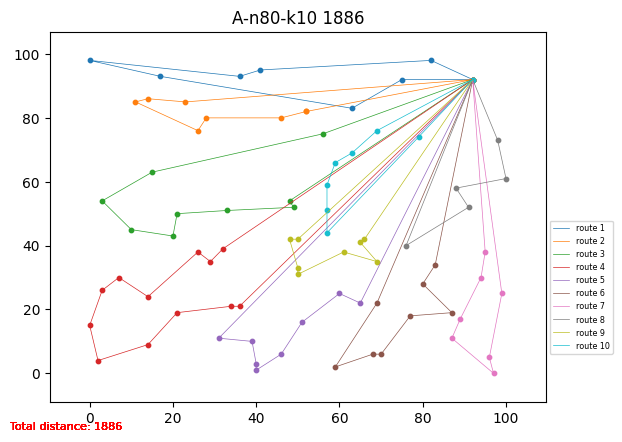 A-n80-k10 1886
100
80
60
40
20
0
0
20
40
60
80
100
route 1
route 2
route 3
route 4
route 5
route 6
route 7
route 8
route 9
route 10
Total distance: 1886